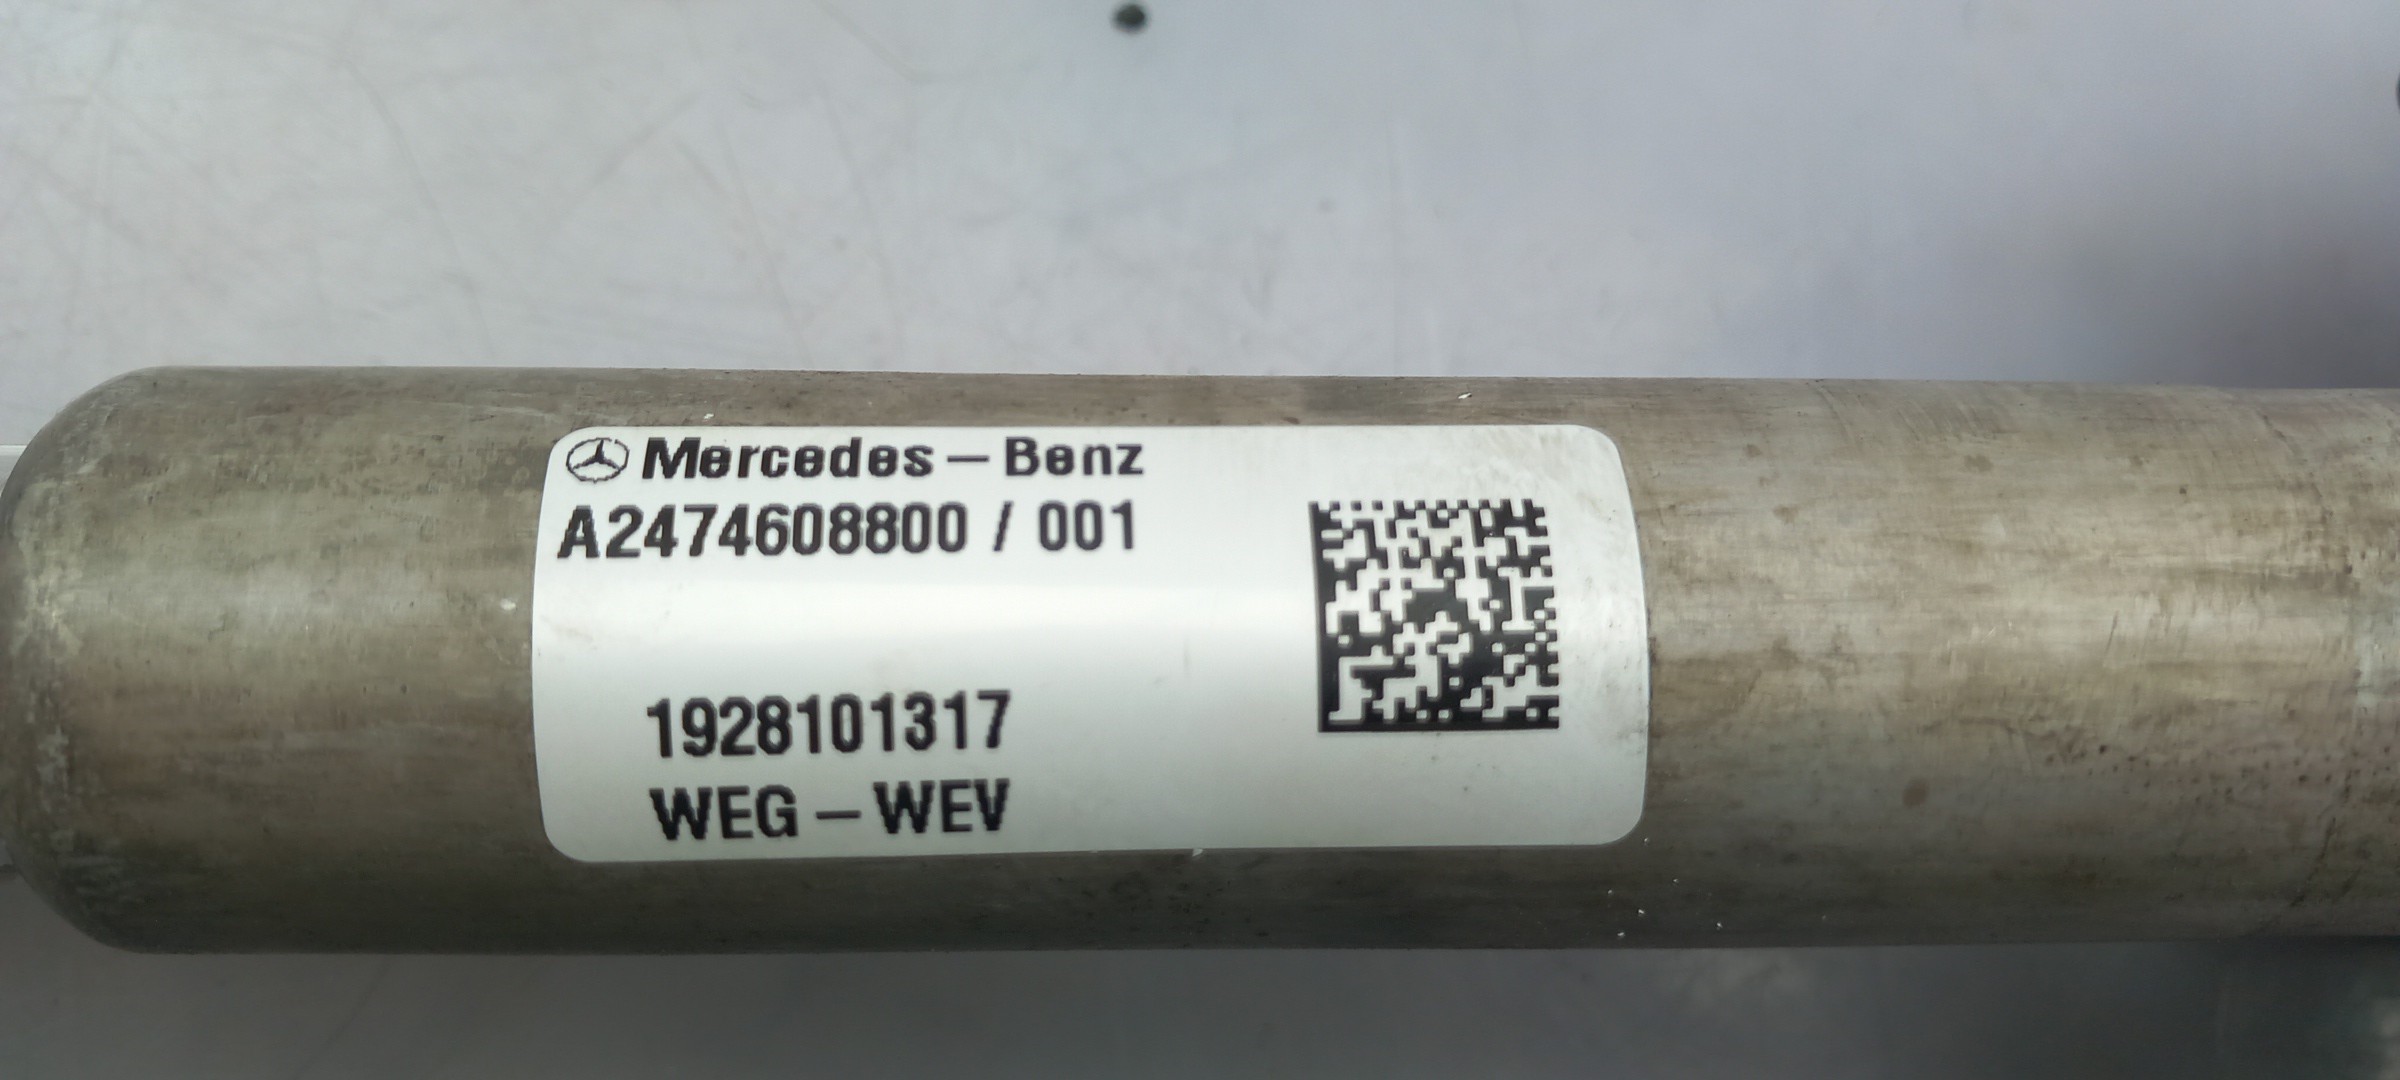 Mercedes-Benz
A2474608800 / 001
1928101317
WEG-WEV